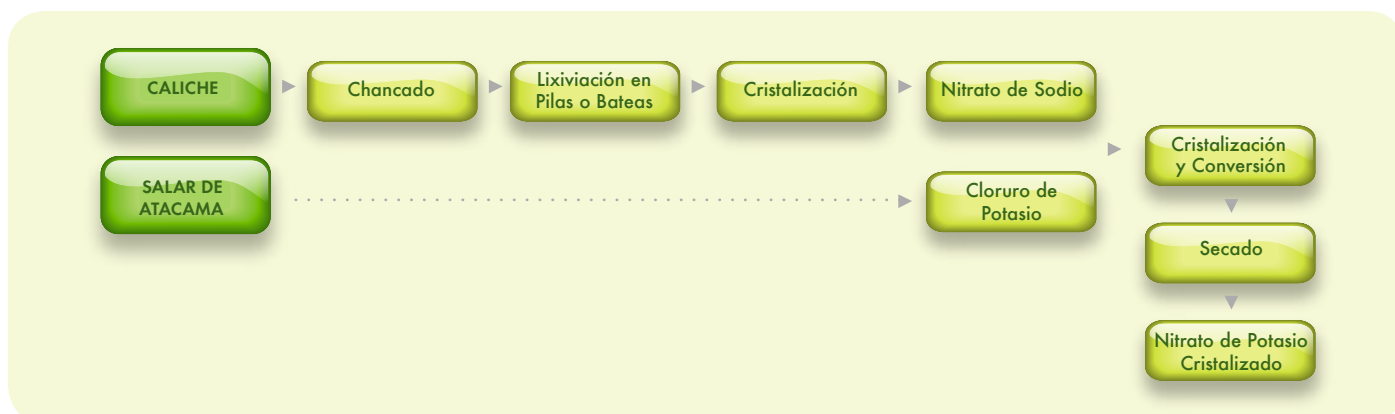 CALICHE
Chancado
Lixiviación en
Pilas o Bateas
Cristalización
Nitrato de Sodio
SALAR DE
ATACAMA
Cloruro de
Potasio
Cristalización
y Conversión
Secado
Nitrato de Potasio
Cristalizado